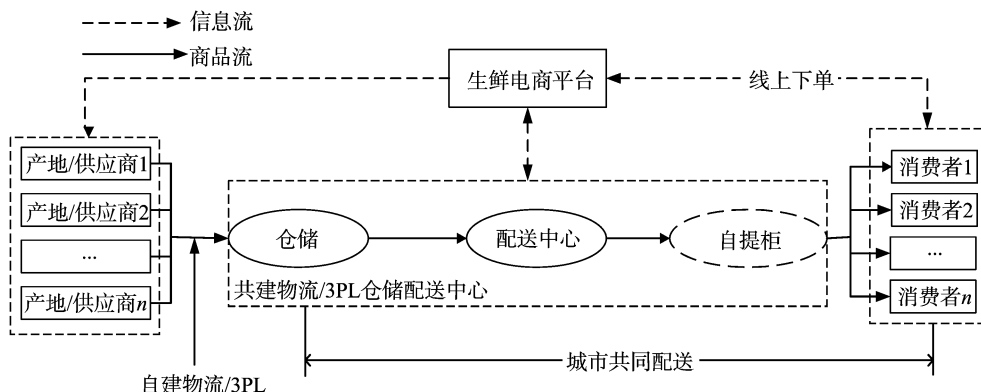 信息流
商品流
生鲜电商平台
线上下单
产地/供应商1
产地/供应商2
...
产地/供应商n
仓储
配送中心
自提柜
共建物流/3PL仓储配送中心
消费者1
消费者2
...
消费者n
城市共同配送
自建物流/3PL